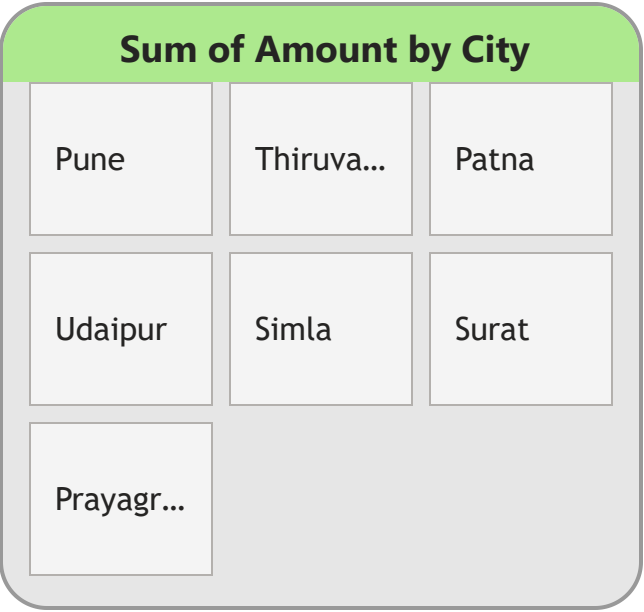 Sum of Amount by City
Pune
Thiruva...
Patna
Udaipur
Simla
Surat
Prayagr...